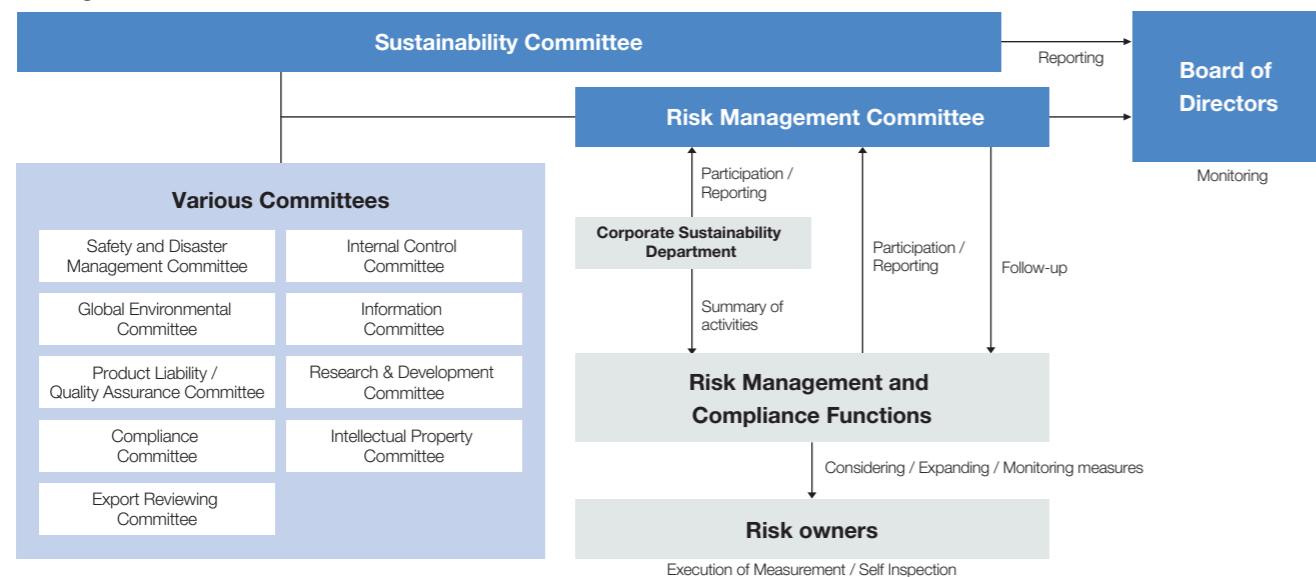 Sustainability Committee
Reporting
Board of
Directors
Monitoring
Risk Management Committee
Various Committees
Safety and Disaster
Management Committee
Internal Control
Committee
Global Environmental
Committee
Information
Committee
Product Liability /
Quality Assurance Committee
Research & Development
Committee
Compliance
Committee
Intellectual Property
Committee
Export Reviewing
Committee
Participation /
Reporting
Corporate Sustainability
Department
Summary of
activities
Participation /
Reporting
Follow-up
Risk Management and
Compliance Functions
Considering / Expanding / Monitoring measures
Risk owners
Execution of Measurement / Self Inspection